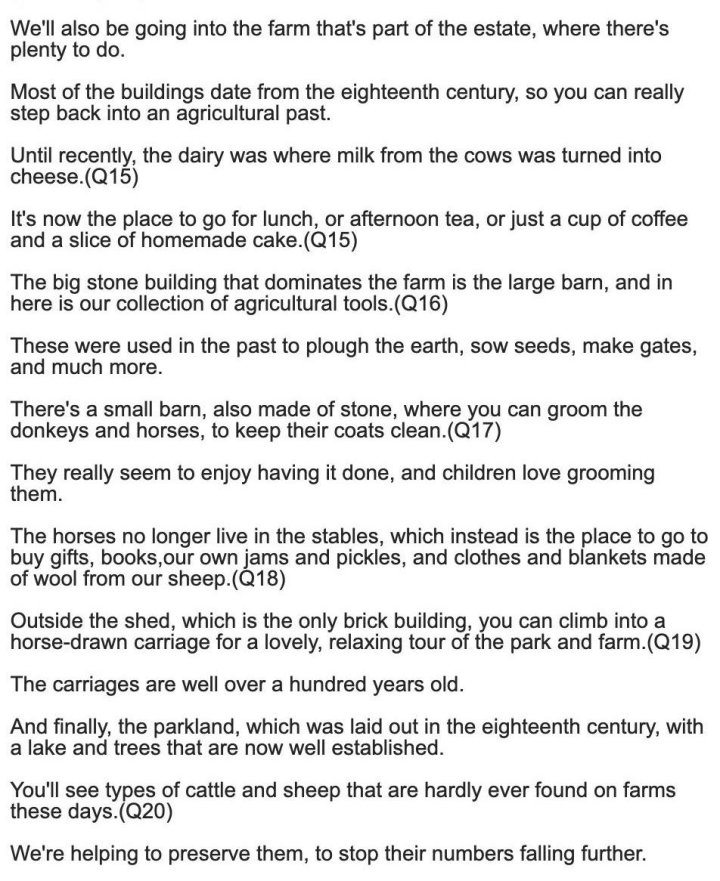 We'll also be going into the farm that's part of the estate, where there's
plenty to do.
Most of the buildings date from the eighteenth century, so you can really
step back into an agricultural past.
Until recently, the dairy was where milk from the cows was turned into
cheese.(Q15)
It's now the place to go for lunch, or afternoon tea, or just a cup of coffee
and a slice of homemade cake.(Q15)
The big stone building that dominates the farm is the large barn, and in
here is our collection of agricultural tools.(Q16)
These were used in the past to plough the earth, sow seeds, make gates,
and much more.
There's a small barn, also made of stone, where you can groom the
donkeys and horses, to keep their coats clean.(Q17)
They really seem to enjoy having it done, and children love grooming
them.
The horses no longer live in the stables, which instead is the place to go to
buy gifts, books,our own jams and pickles, and clothes and blankets made
of wool from our sheep.(Q18)
Outside the shed, which is the only brick building, you can climb into a
horse-drawn carriage for a lovely, relaxing tour of the park and farm.(Q19)
The carriages are well over a hundred years old.
And finally, the parkland, which was laid out in the eighteenth century, with
a lake and trees that are now well established.
You'll see types of cattle and sheep that are hardly ever found on farms
these days.(Q20)
We're helping to preserve them, to stop their numbers falling further.